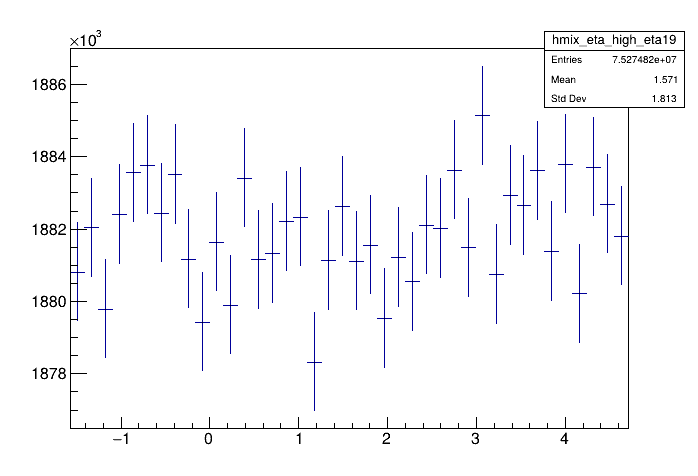 ×10³
hmix_eta_high_eta19
Entries 7.527482e+07
Mean 1.571
Std Dev 1.813
1886
1884
1882
1880
1878
−1 0 1 2 3 4